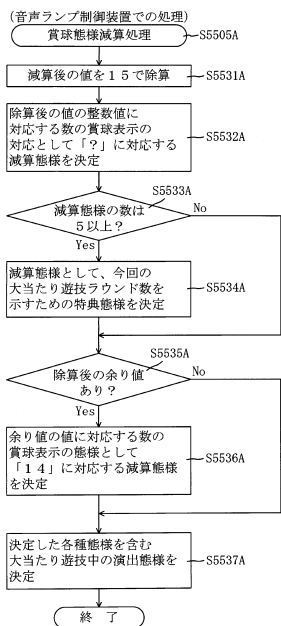 (音声ランプ制御装置での処理)
賞球態様減算処理
S5505A
減算後の値を15で除算
S5531A
除算後の値の整数値に
対応する数の賞球表示の
対応として「？」に対応する
減算態様を決定
S5532A
S5533A
減算態様の数は
5以上？
No
Yes
減算態様として、今回の
大当たり遊技ラウンド数を
示すための特典態様を決定
S5534A
S5535A
除算後の余り値
あり？
No
Yes
余り値の値に対応する数の
賞球表示の態様として
「14」に対応する減算態様
を決定
S5536A
決定した各種態様を含む
大当たり遊技中の演出態様を
決定
S5537A
終 了